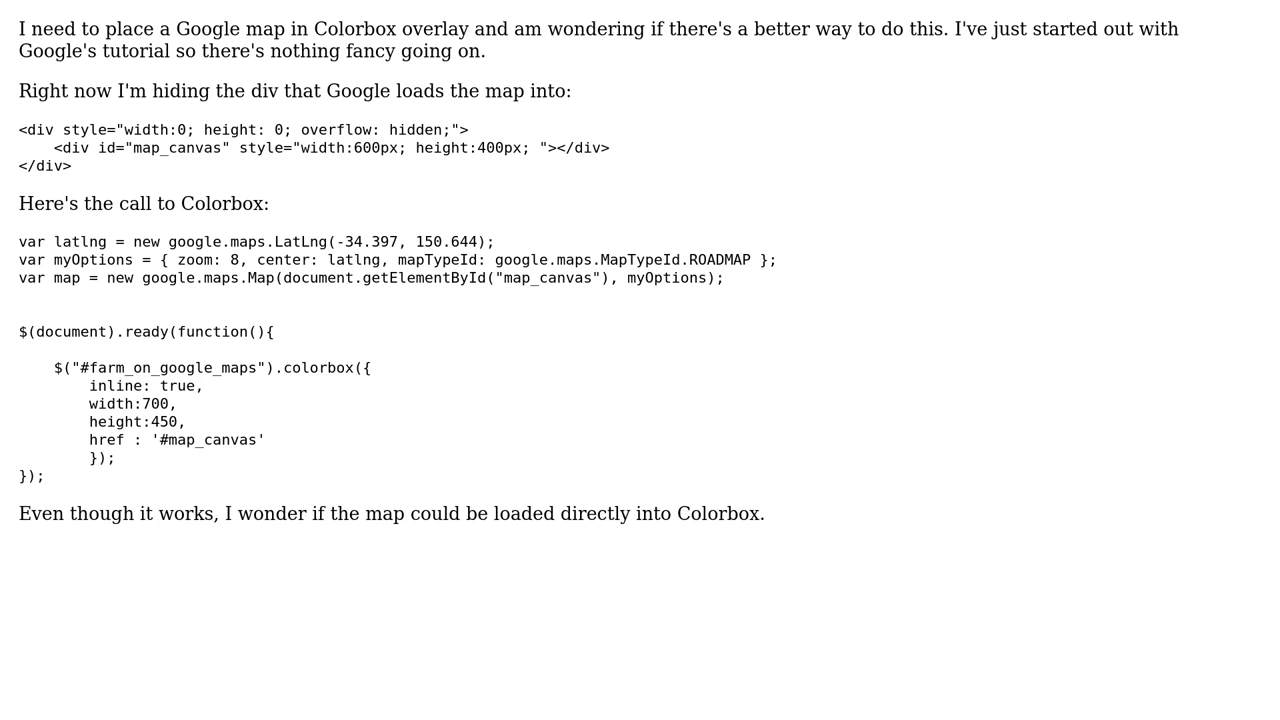 I need to place a Google map in Colorbox overlay and am wondering if there's a better way to do this. I've just started out with
Google's tutorial so there's nothing fancy going on.
Right now I'm hiding the div that Google loads the map into:
<div style="width:0; height: 0; overflow: hidden;">
    <div id="map_canvas" style="width:600px; height:400px; "></div>
</div>
Here's the call to Colorbox:
var latlng = new google.maps.LatLng(-34.397, 150.644);
var myOptions = { zoom: 8, center: latlng, mapTypeId: google.maps.MapTypeId.ROADMAP };
var map = new google.maps.Map(document.getElementById("map_canvas"), myOptions);
$(document).ready(function(){
    $("#farm_on_google_maps").colorbox({
        inline: true,
        width:700,
        height:450,
        href : '#map_canvas'
        });
});
Even though it works, I wonder if the map could be loaded directly into Colorbox.